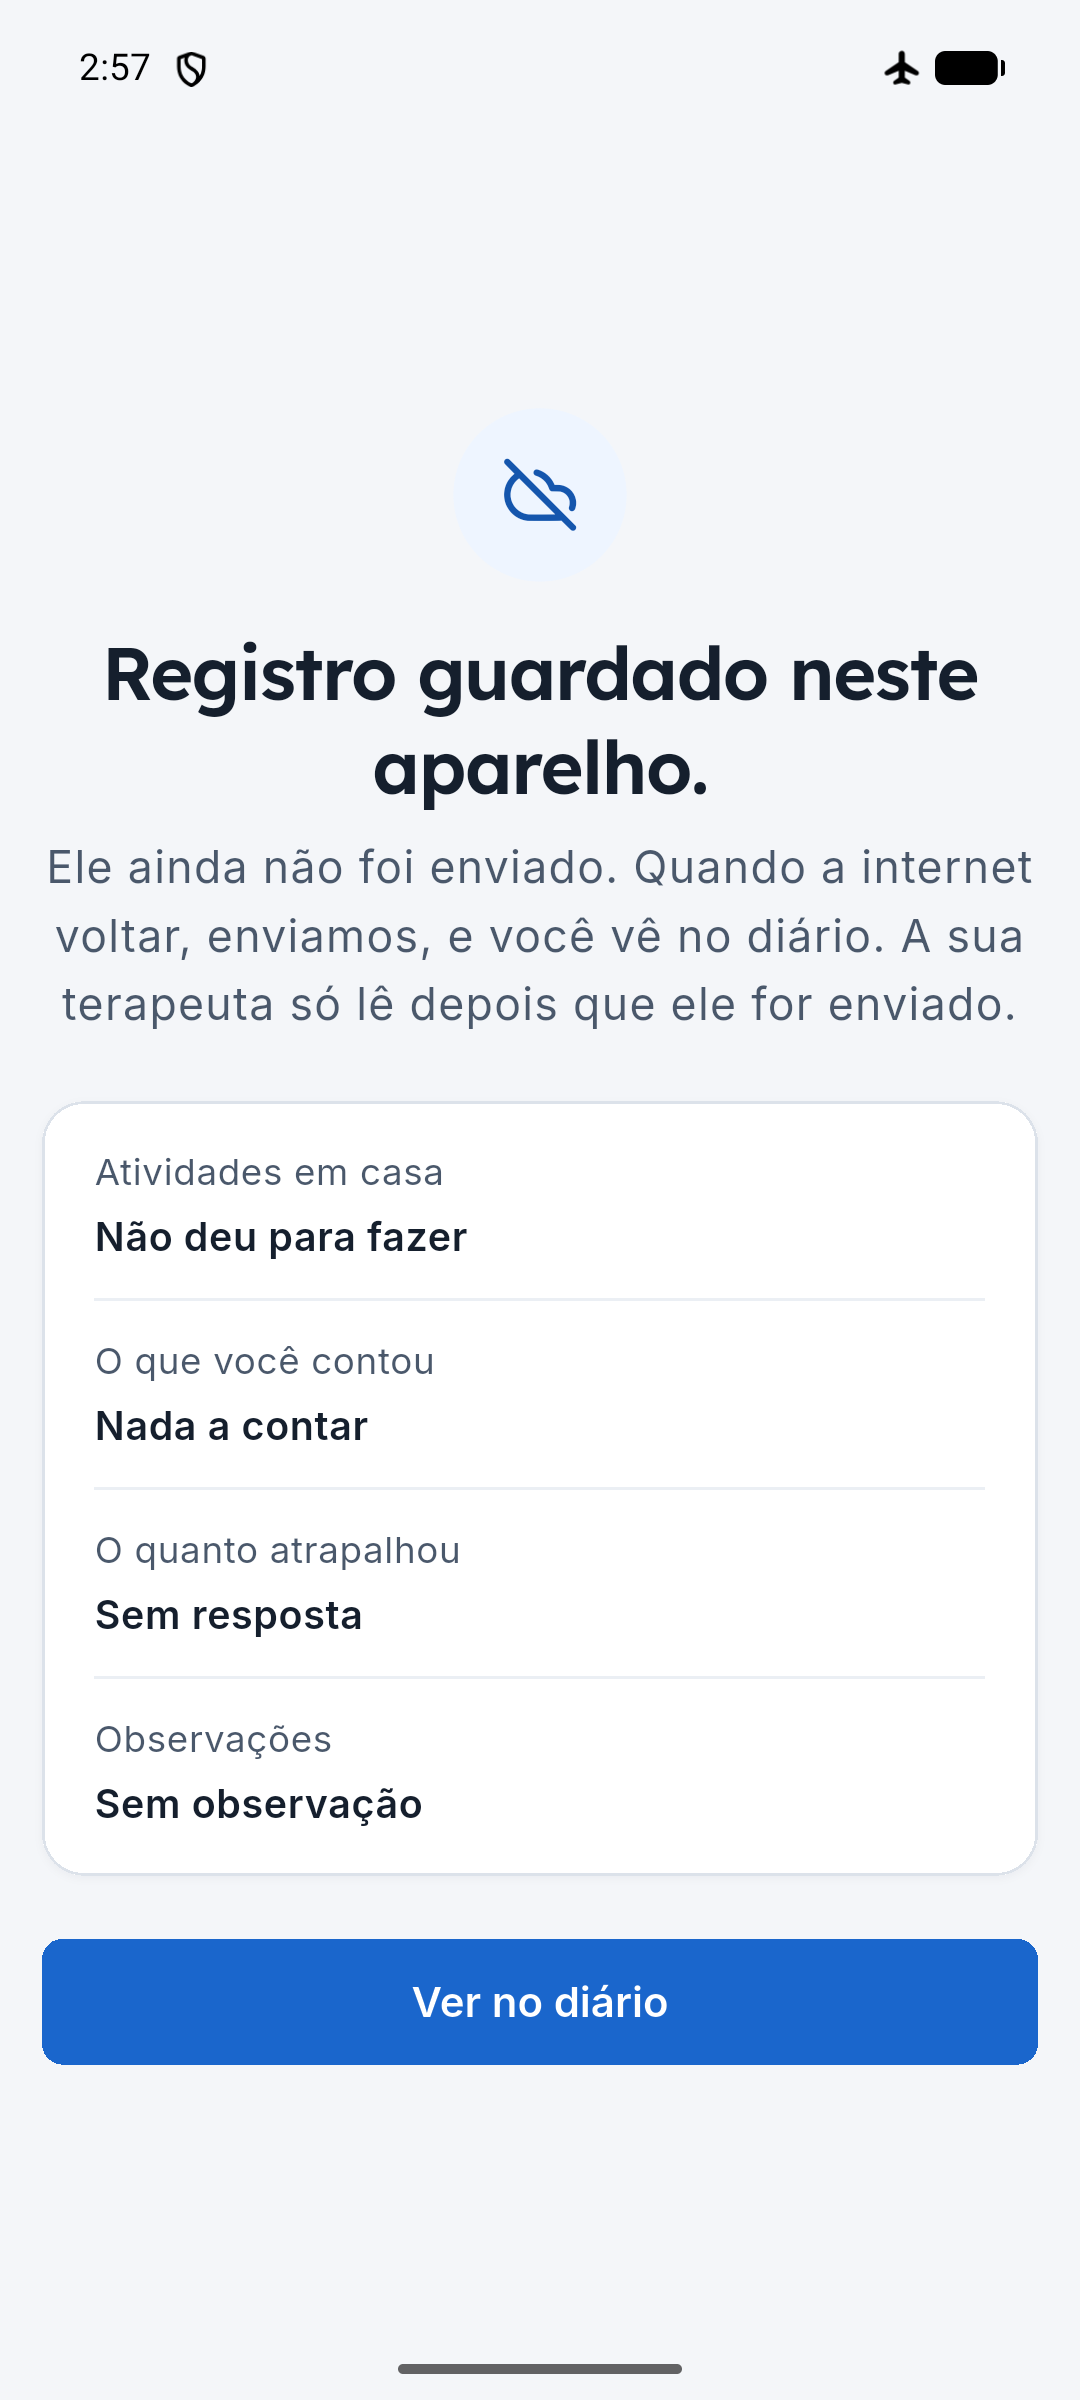 2:57
Registro guardado neste
aparelho.
Ele ainda não foi enviado. Quando a internet
voltar, enviamos, e você vê no diário. A sua
terapeuta só lê depois que ele for enviado.
Atividades em casa
Não deu para fazer
O que você contou
Nada a contar
O quanto atrapalhou
Sem resposta
Observações
Sem observação
Ver no diário